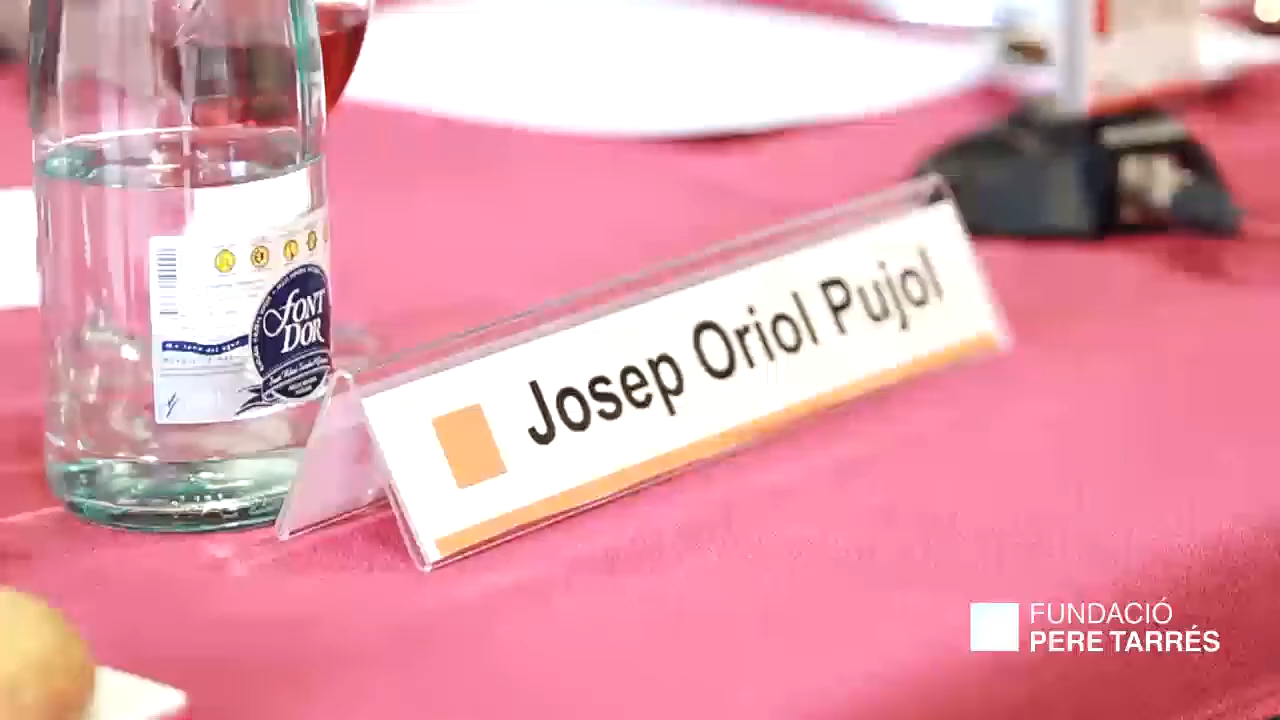 FONT
DOR
Josep Oriol Pujol
FUNDACIÓ
PERE TARRÉS